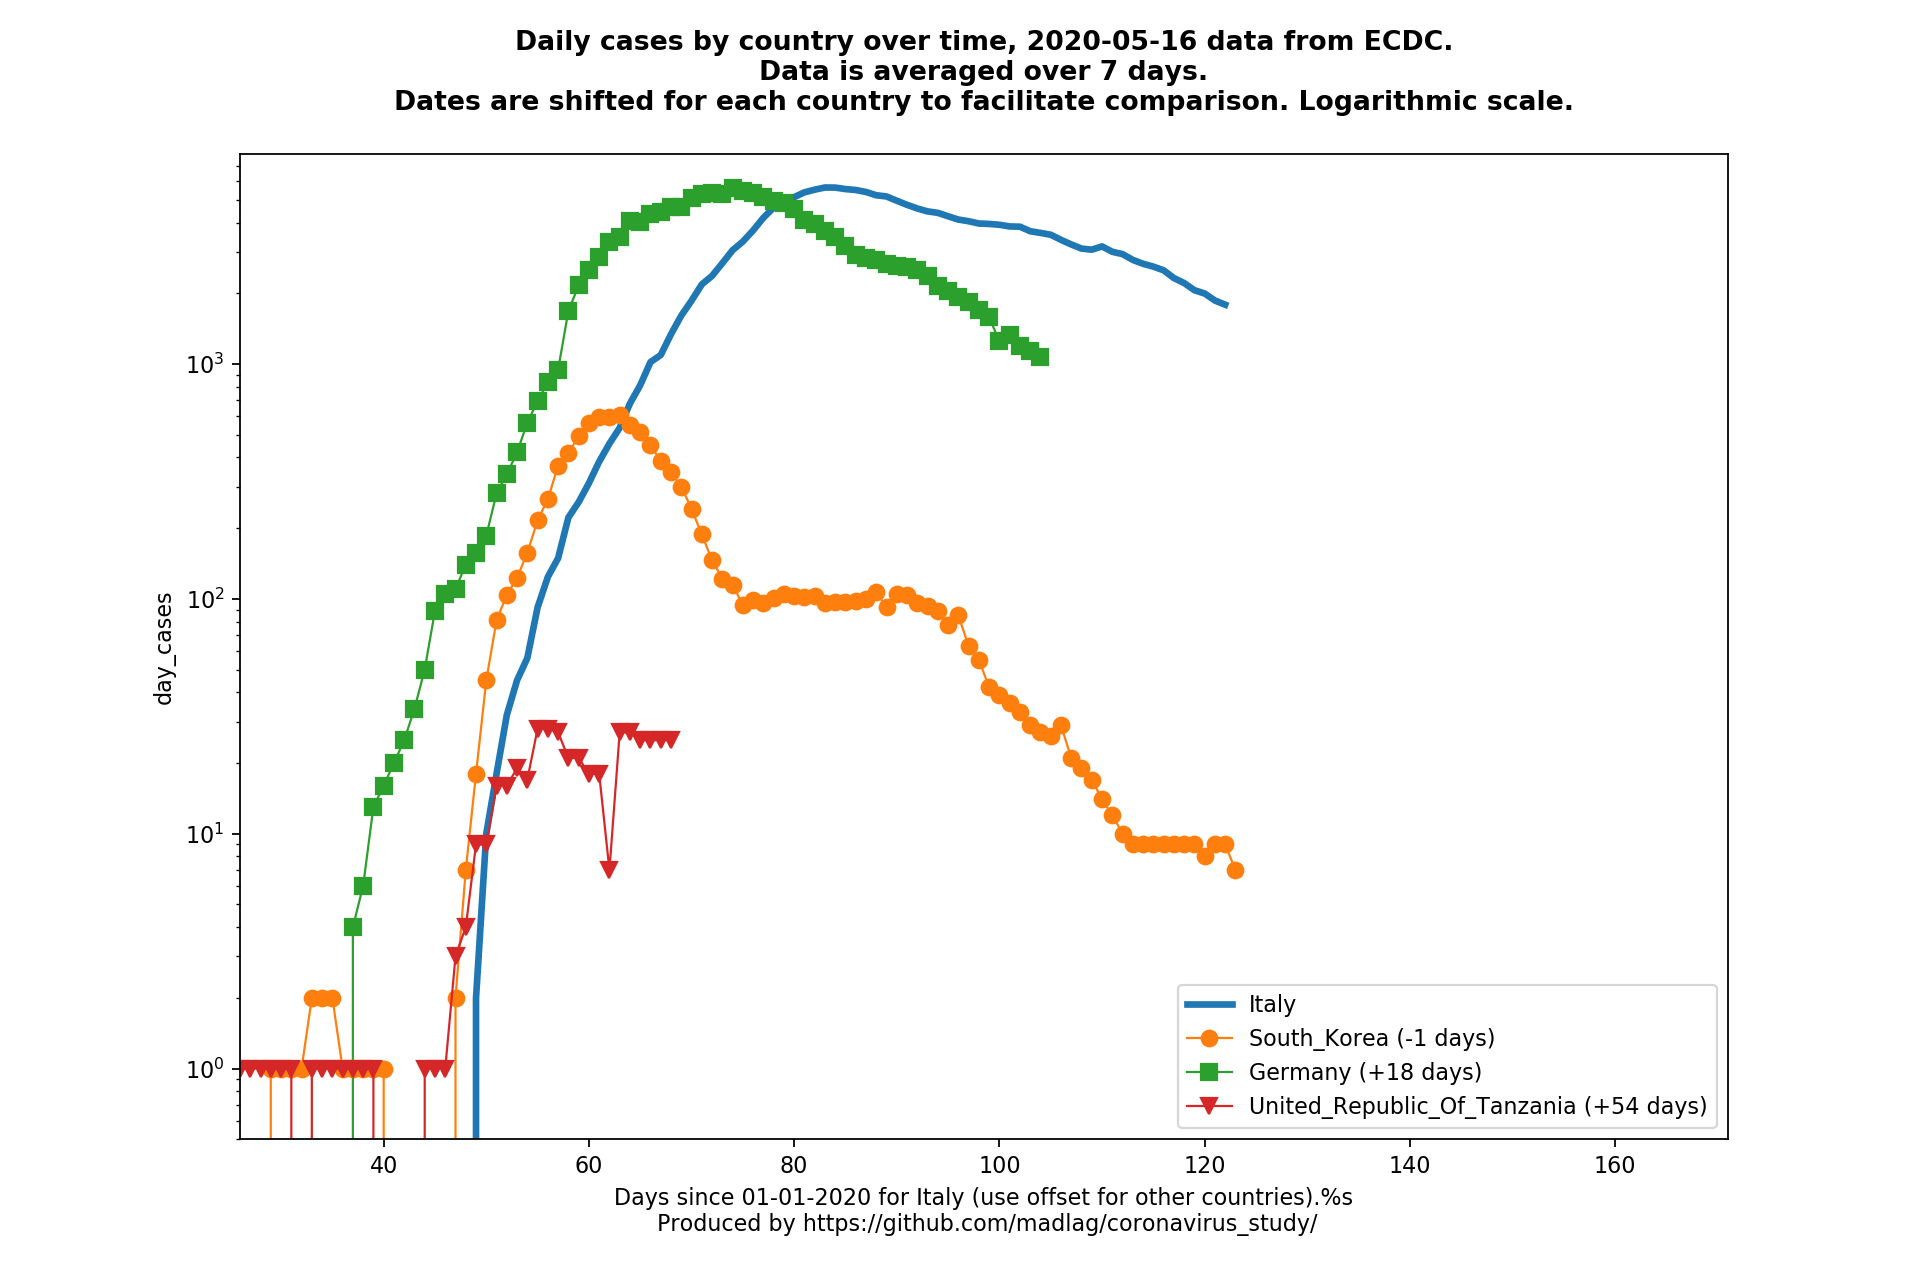 Daily cases by country over time, 2020-05-16 data from ECDC.
Data is averaged over 7 days.
Dates are shifted for each country to facilitate comparison. Logarithmic scale.
day_cases
10³
10²
10¹
10⁰
40 60 80 100 120 140 160
Italy
South_Korea (-1 days)
Germany (+18 days)
United_Republic_Of_Tanzania (+54 days)
Days since 01-01-2020 for Italy (use offset for other countries).%s
Produced by https://github.com/madlag/coronavirus_study/